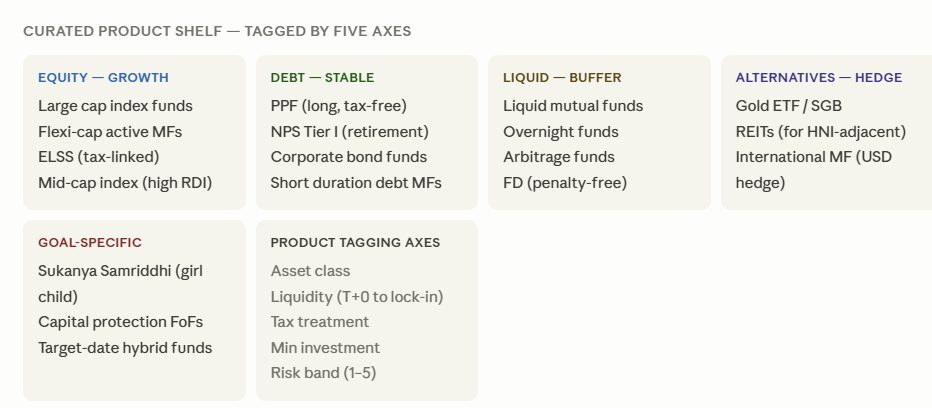 CURATED PRODUCT SHELF — TAGGED BY FIVE AXES
EQUITY — GROWTH
Large cap index funds
Flexi-cap active MFs
ELSS (tax-linked)
Mid-cap index (high RDI)
DEBT — STABLE
PPF (long, tax-free)
NPS Tier I (retirement)
Corporate bond funds
Short duration debt MFs
LIQUID — BUFFER
Liquid mutual funds
Overnight funds
Arbitrage funds
FD (penalty-free)
ALTERNATIVES — HEDGE
Gold ETF / SGB
REITs (for HNI-adjacent)
International MF (USD
hedge)
GOAL-SPECIFIC
Sukanya Samriddhi (girl
child)
Capital protection FoFs
Target-date hybrid funds
PRODUCT TAGGING AXES
Asset class
Liquidity (T+0 to lock-in)
Tax treatment
Min investment
Risk band (1–5)